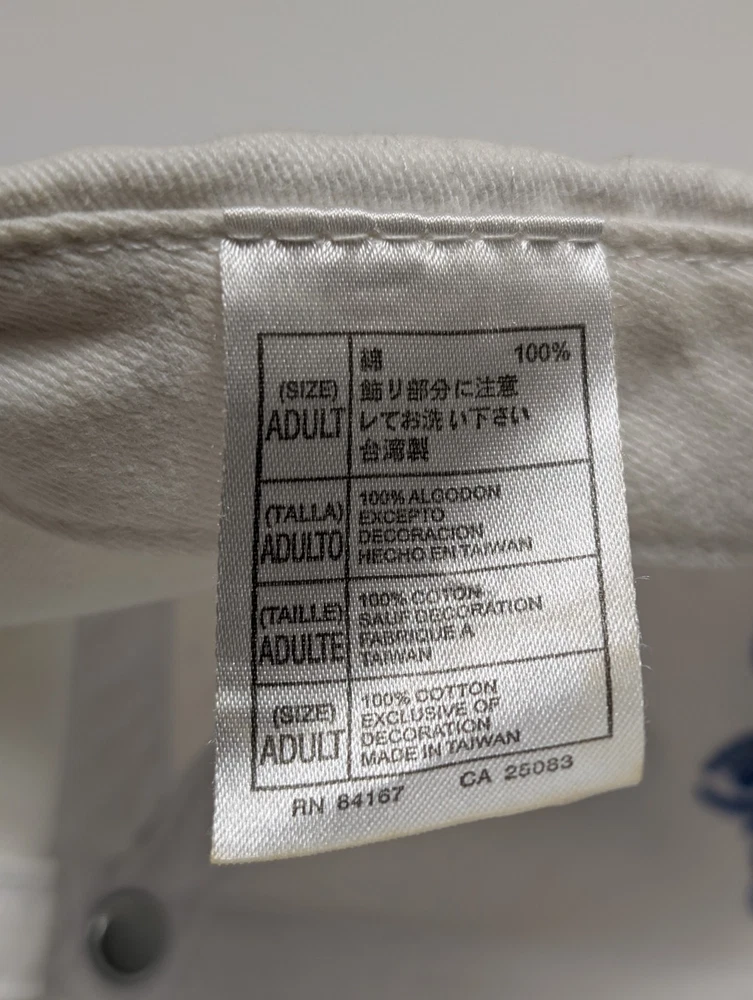 (SIZE)
ADULT
綿 100%
飾り部分に注意
レてお洗い下さい
台湾製
(TALLA)
ADULTO
100% ALGODON
EXCEPTO
DECORACION
HECHO EN TAIWAN
(TAILLE)
ADULTE
100% COTON
SAUF DECORATION
FABRIQUE A
TAIWAN
(SIZE)
ADULT
100% COTTON
EXCLUSIVE OF
DECORATION
MADE IN TAIWAN
RN 84167 CA 25083